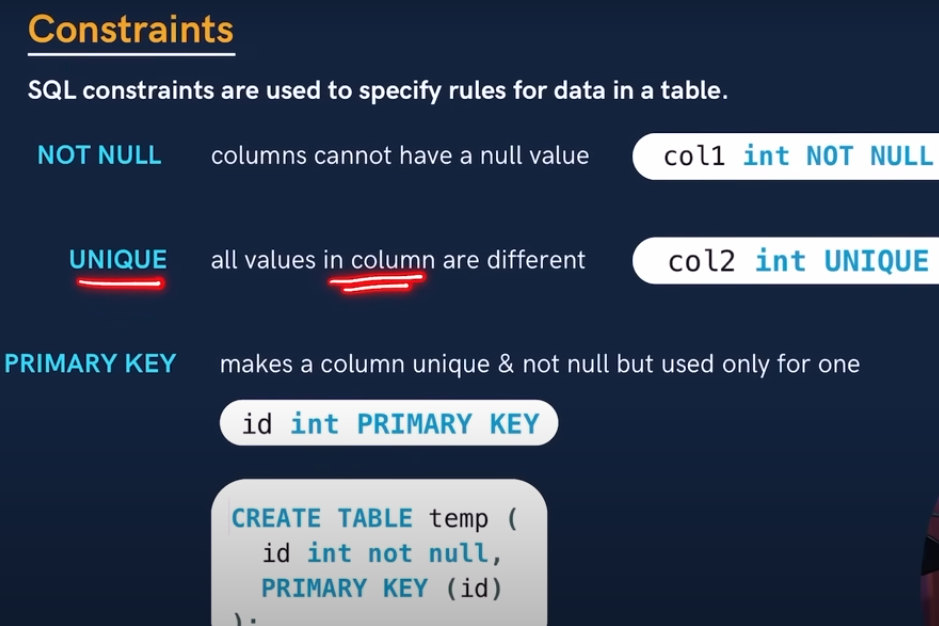 Constraints
SQL constraints are used to specify rules for data in a table.
NOT NULL columns cannot have a null value col1 int NOT NULL
UNIQUE all values in column are different col2 int UNIQUE
PRIMARY KEY makes a column unique & not null but used only for one
id int PRIMARY KEY
CREATE TABLE temp (
id int not null,
PRIMARY KEY (id)
);